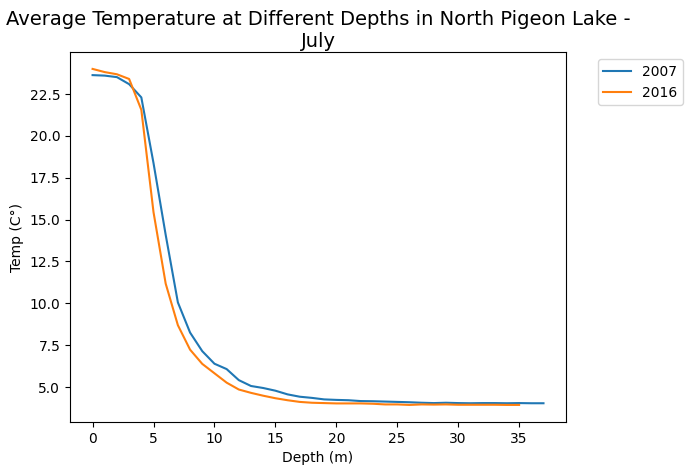 Average Temperature at Different Depths in North Pigeon Lake -
July
2007
2016
22.5
20.0
17.5
15.0
12.5
10.0
7.5
5.0
Temp (C°)
0 5 10 15 20 25 30 35
Depth (m)